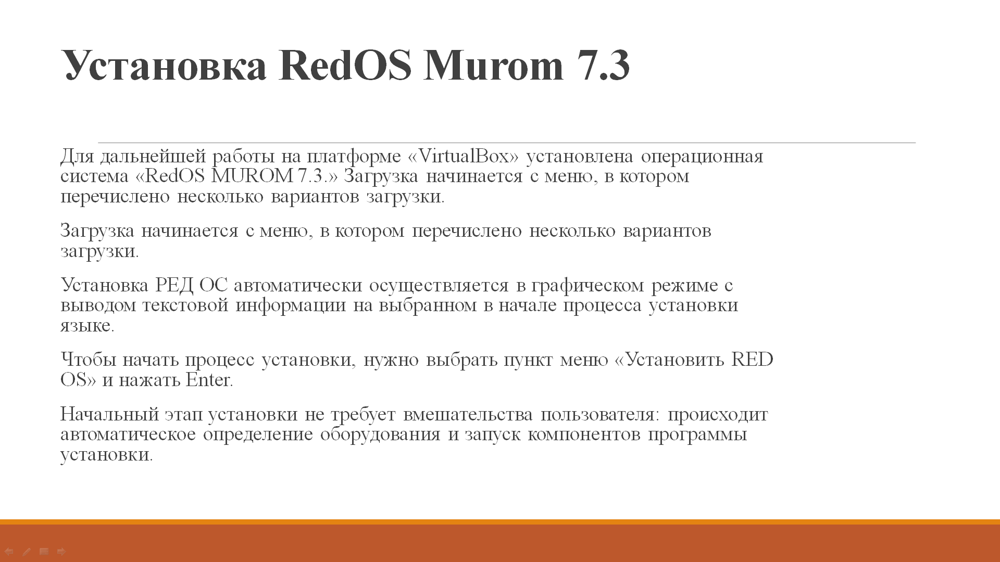 Установка RedOS Murom 7.3
Для дальнейшей работы на платформе «VirtualBox» установлена операционная
система «RedOS MUROM 7.3.» Загрузка начинается с меню, в котором
перечислено несколько вариантов загрузки.
Загрузка начинается с меню, в котором перечислено несколько вариантов
загрузки.
Установка РЕД ОС автоматически осуществляется в графическом режиме с
выводом текстовой информации на выбранном в начале процесса установки
языке.
Чтобы начать процесс установки, нужно выбрать пункт меню «Установить RED
OS» и нажать Enter.
Начальный этап установки не требует вмешательства пользователя: происходит
автоматическое определение оборудования и запуск компонентов программы
установки.